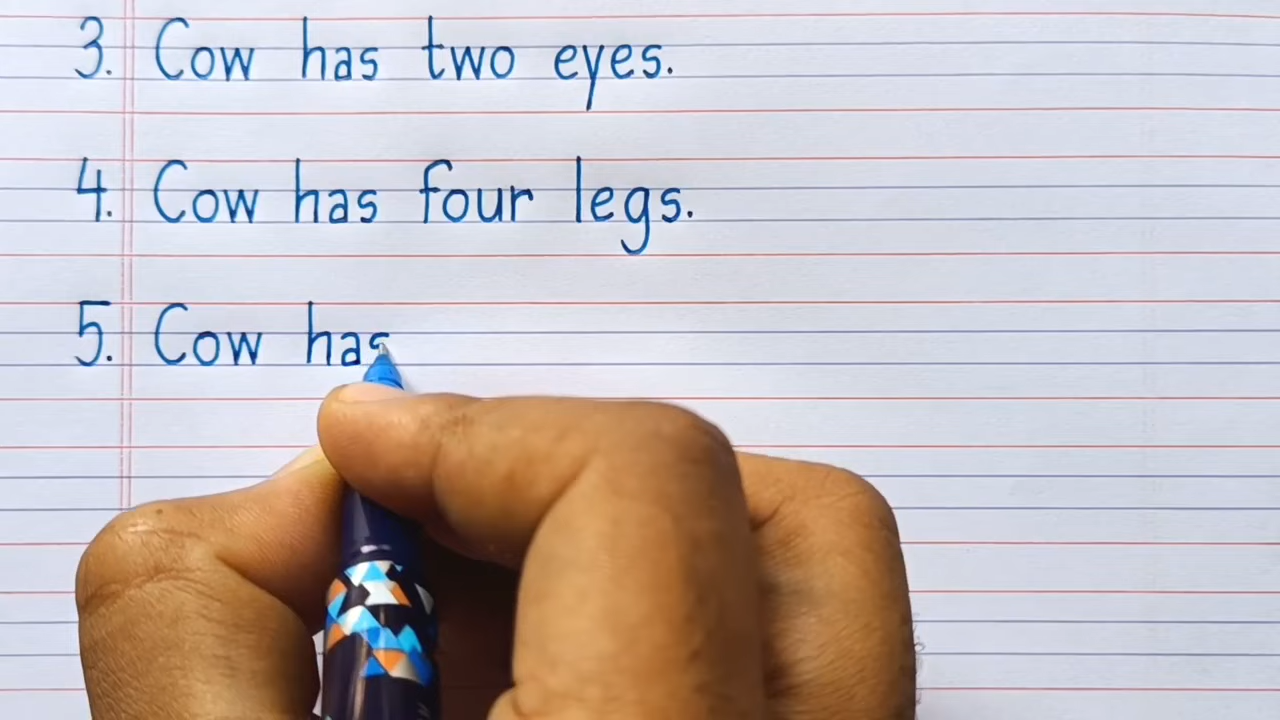 3. Cow has two eyes.
4. Cow has four legs.
5. Cow has